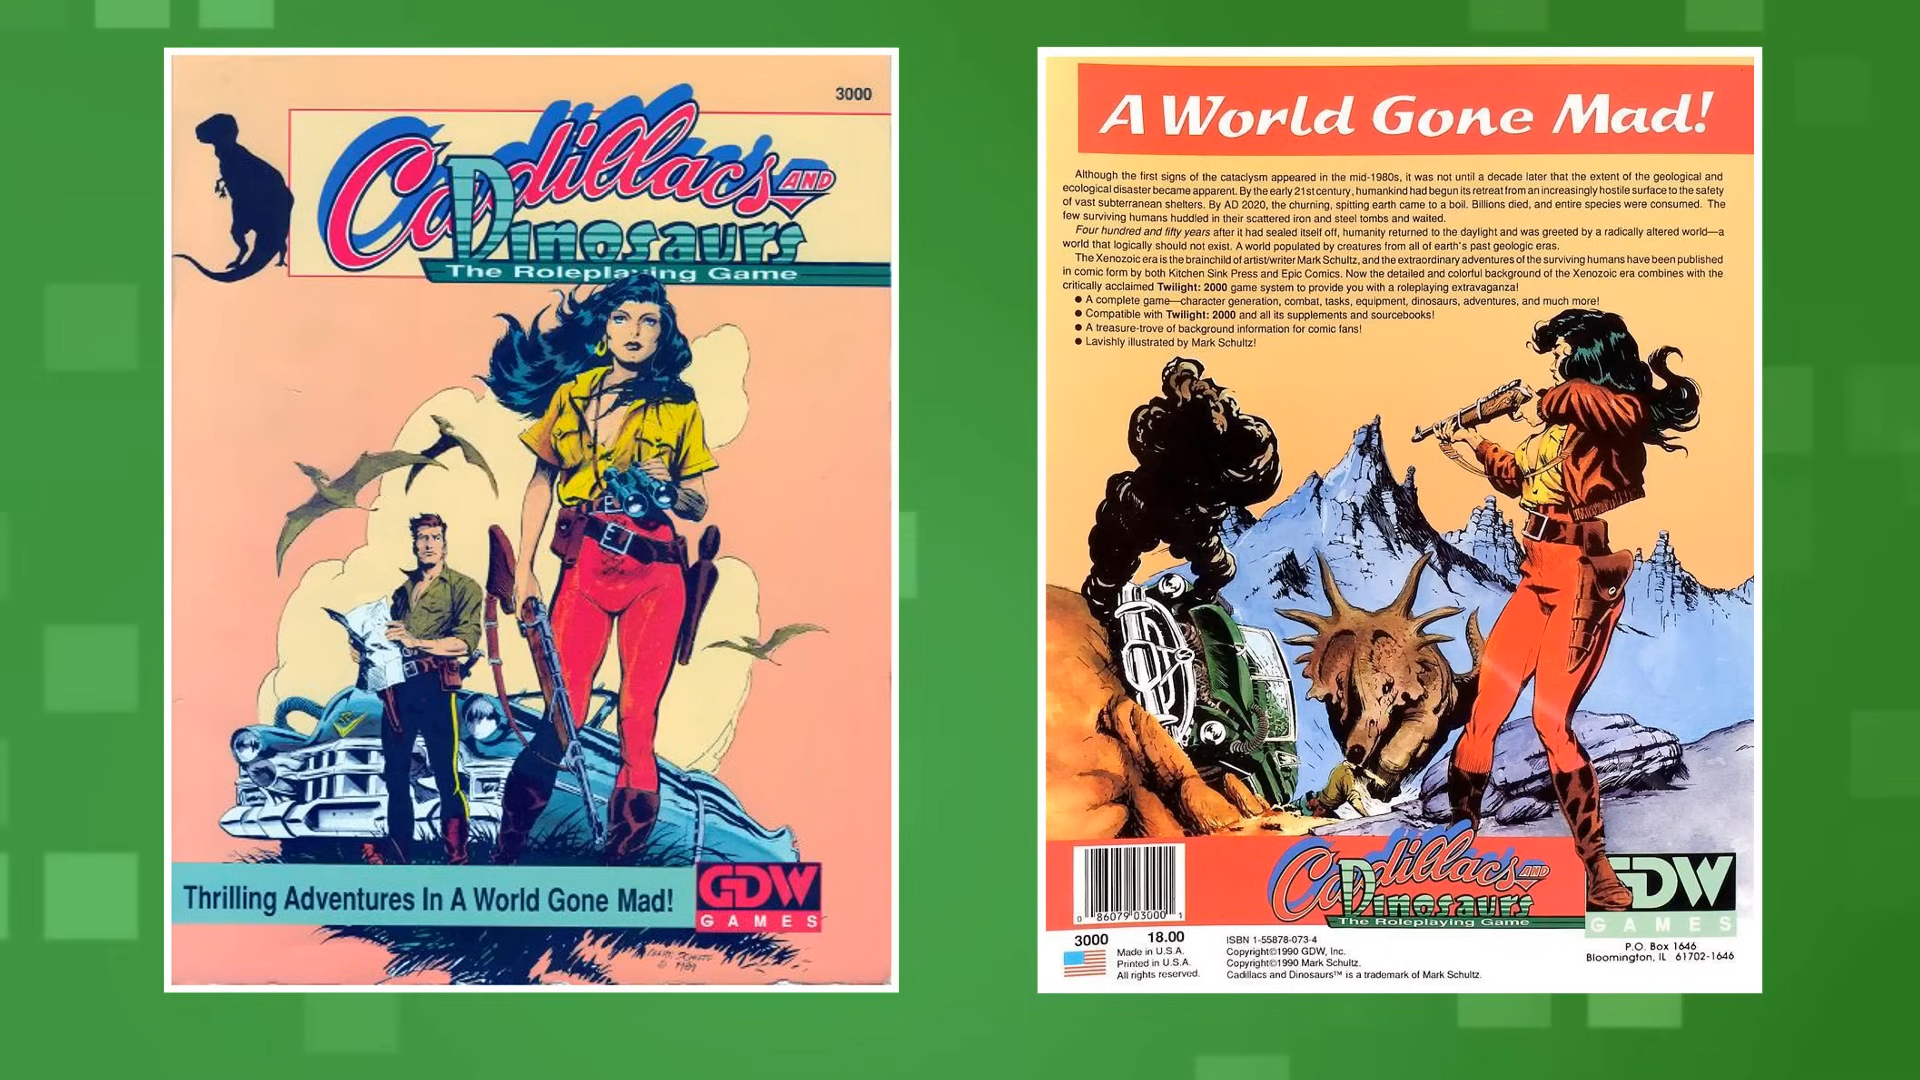 3000
Cadillacs AND
Dinosaurs
The Roleplaying Game
Thrilling Adventures In A World Gone Mad!
GDW
GAMES
MARK SCHULTZ
© 1989
A World Gone Mad!
Although the first signs of the cataclysm appeared in the mid-1980s, it was not until a decade later that the extent of the geological and
ecological disaster became apparent. By the early 21st century, humankind had begun its retreat from an increasingly hostile surface to the safety
of vast subterranean shelters. By AD 2020, the churning, spitting earth came to a boil. Billions died, and entire species were consumed. The
few surviving humans huddled in their scattered iron and steel tombs and waited.
Four hundred and fifty years after it had sealed itself off, humanity returned to the daylight and was greeted by a radically altered world—a
world that logically should not exist. A world populated by creatures from all of earth's past geologic eras.
The Xenozoic era is the brainchild of artist/writer Mark Schultz, and the extraordinary adventures of the surviving humans have been published
in comic form by both Kitchen Sink Press and Epic Comics. Now the detailed and colorful background of the Xenozoic era combines with the
critically acclaimed Twilight: 2000 game system to provide you with a roleplaying extravaganza!
● A complete game—character generation, combat, tasks, equipment, dinosaurs, adventures, and much more!
● Compatible with Twilight: 2000 and all its supplements and sourcebooks!
● A treasure-trove of background information for comic fans!
● Lavishly illustrated by Mark Schultz!
Cadillacs AND
Dinosaurs
The Roleplaying Game
GDW
GAMES
0 86079 03000 1
3000 18.00
Made in U.S.A.
Printed in U.S.A.
All rights reserved.
ISBN 1-55878-073-4
Copyright©1990 GDW, Inc.
Copyright©1990 Mark Schultz.
Cadillacs and Dinosaurs™ is a trademark of Mark Schultz.
P.O. Box 1646
Bloomington, IL 61702-1646